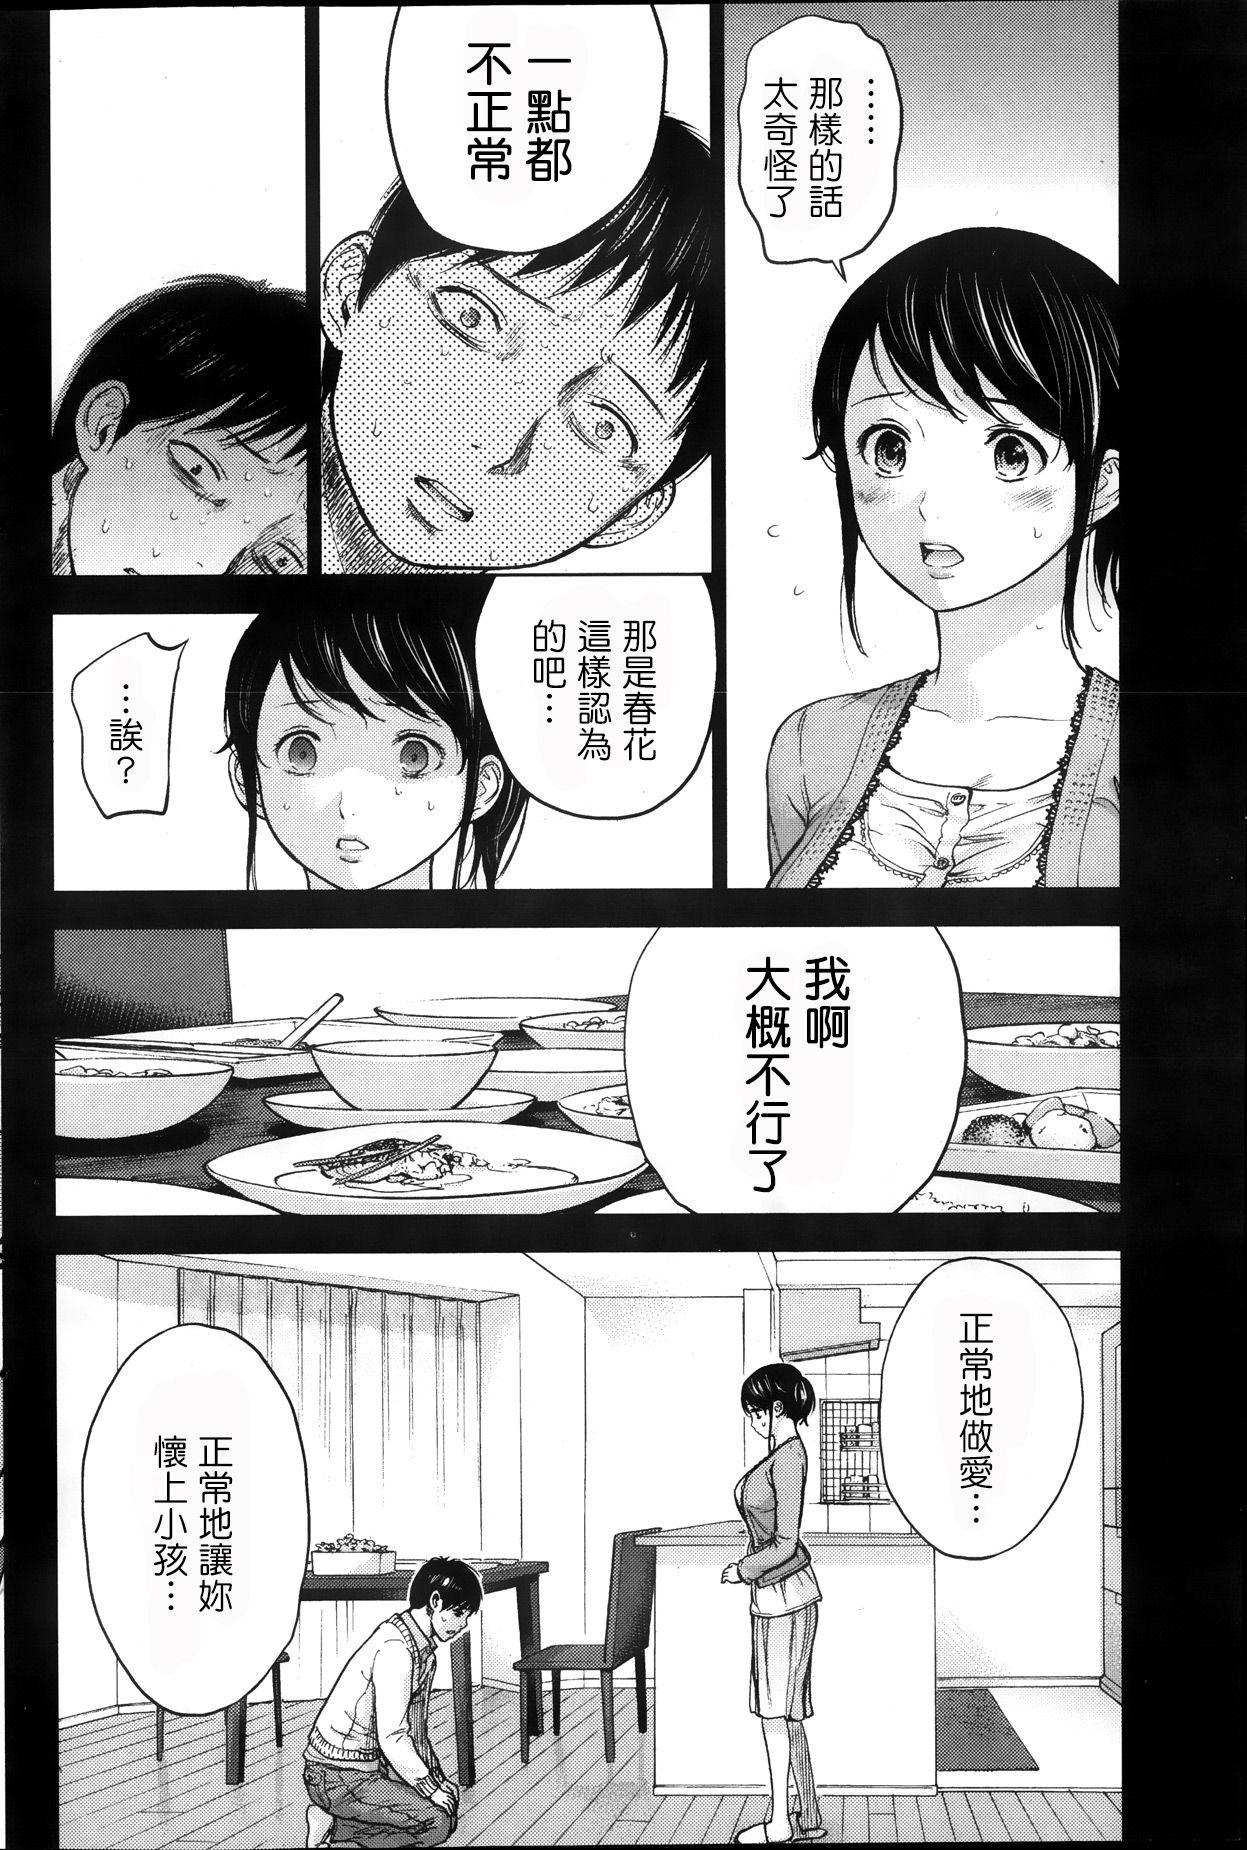 ……
那樣的話
太奇怪了
一點都
不正常
那是春花
這樣認為
的吧…
…誒?
我啊
大概不行了
正常地做愛…
正常地讓妳
懷上小孩…